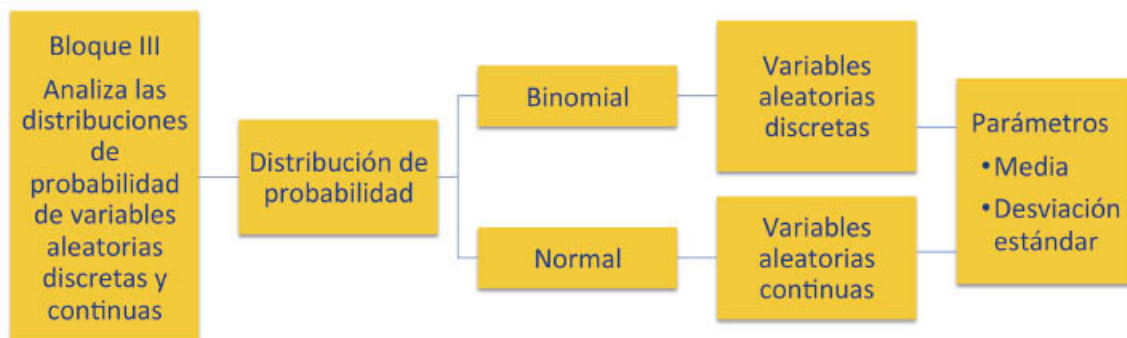 Bloque III
Analiza las
distribuciones
de
probabilidad
de variables
aleatorias
discretas y
continuas
Distribución de
probabilidad
Binomial
Variables
aleatorias
discretas
Normal
Variables
aleatorias
continuas
Parámetros
•Media
•Desviación
estándar